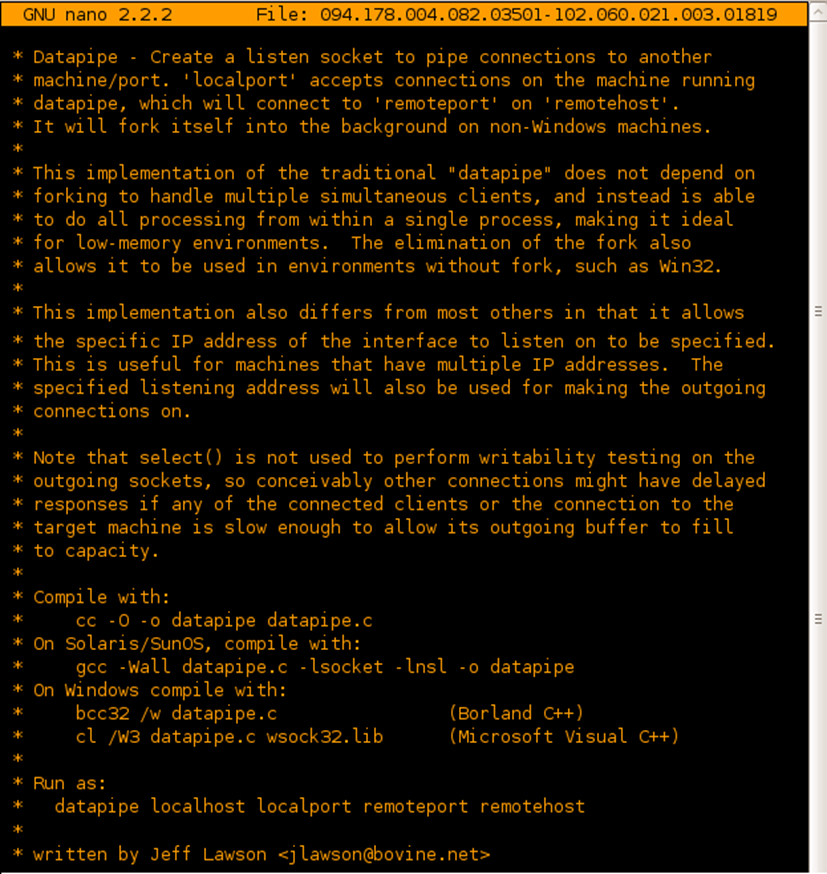 GNU nano 2.2.2 File: 094.178.004.082.03501-102.060.021.003.01819
* Datapipe - Create a listen socket to pipe connections to another
* machine/port. 'localport' accepts connections on the machine running
* datapipe, which will connect to 'remoteport' on 'remotehost'.
* It will fork itself into the background on non-Windows machines.
*
* This implementation of the traditional "datapipe" does not depend on
* forking to handle multiple simultaneous clients, and instead is able
* to do all processing from within a single process, making it ideal
* for low-memory environments.  The elimination of the fork also
* allows it to be used in environments without fork, such as Win32.
*
* This implementation also differs from most others in that it allows
* the specific IP address of the interface to listen on to be specified.
* This is useful for machines that have multiple IP addresses.  The
* specified listening address will also be used for making the outgoing
* connections on.
*
* Note that select() is not used to perform writability testing on the
* outgoing sockets, so conceivably other connections might have delayed
* responses if any of the connected clients or the connection to the
* target machine is slow enough to allow its outgoing buffer to fill
* to capacity.
*
* Compile with:
*     cc -O -o datapipe datapipe.c
* On Solaris/SunOS, compile with:
*     gcc -Wall datapipe.c -lsocket -lnsl -o datapipe
* On Windows compile with:
*     bcc32 /w datapipe.c                (Borland C++)
*     cl /W3 datapipe.c wsock32.lib      (Microsoft Visual C++)
*
* Run as:
*   datapipe localhost localport remoteport remotehost
*
* written by Jeff Lawson <jlawson@bovine.net>